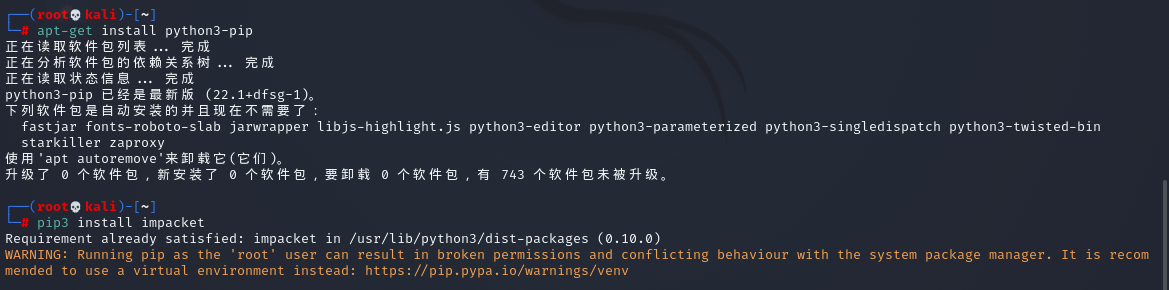 ┌──(root💀kali)-[~]
└─# apt-get install python3-pip
正在读取软件包列表... 完成
正在分析软件包的依赖关系树... 完成
正在读取状态信息... 完成
python3-pip 已经是最新版 (22.1+dfsg-1)。
下列软件包是自动安装的并且现在不需要了：
  fastjar fonts-roboto-slab jarwrapper libjs-highlight.js python3-editor python3-parameterized python3-singledispatch python3-twisted-bin
  starkiller zaproxy
使用'apt autoremove'来卸载它(它们)。
升级了 0 个软件包，新安装了 0 个软件包，要卸载 0 个软件包，有 743 个软件包未被升级。
┌──(root💀kali)-[~]
└─# pip3 install impacket
Requirement already satisfied: impacket in /usr/lib/python3/dist-packages (0.10.0)
WARNING: Running pip as the 'root' user can result in broken permissions and conflicting behaviour with the system package manager. It is recom
mended to use a virtual environment instead: https://pip.pypa.io/warnings/venv